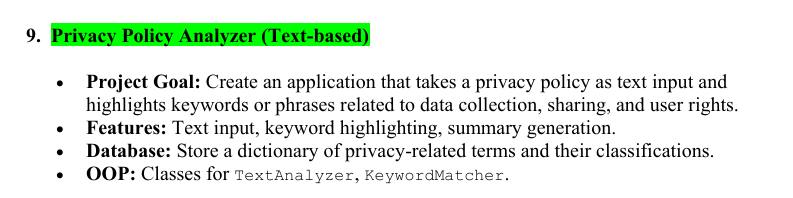 9. Privacy Policy Analyzer (Text-based)
• Project Goal: Create an application that takes a privacy policy as text input and
highlights keywords or phrases related to data collection, sharing, and user rights.
• Features: Text input, keyword highlighting, summary generation.
• Database: Store a dictionary of privacy-related terms and their classifications.
• OOP: Classes for TextAnalyzer, KeywordMatcher.